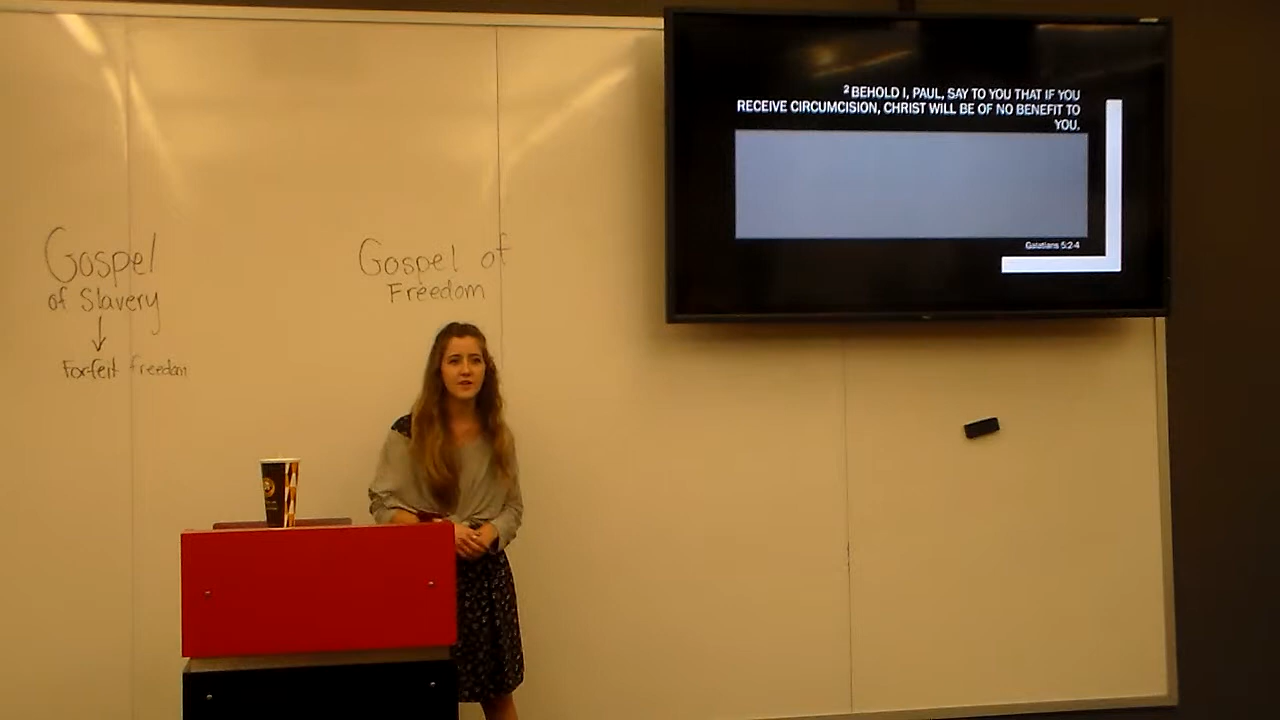 Gospel
of Slavery
Forfeit freedom
Gospel of
Freedom
2 BEHOLD I, PAUL, SAY TO YOU THAT IF YOU
RECEIVE CIRCUMCISION, CHRIST WILL BE OF NO BENEFIT TO
YOU.
Galatians 5:2-4